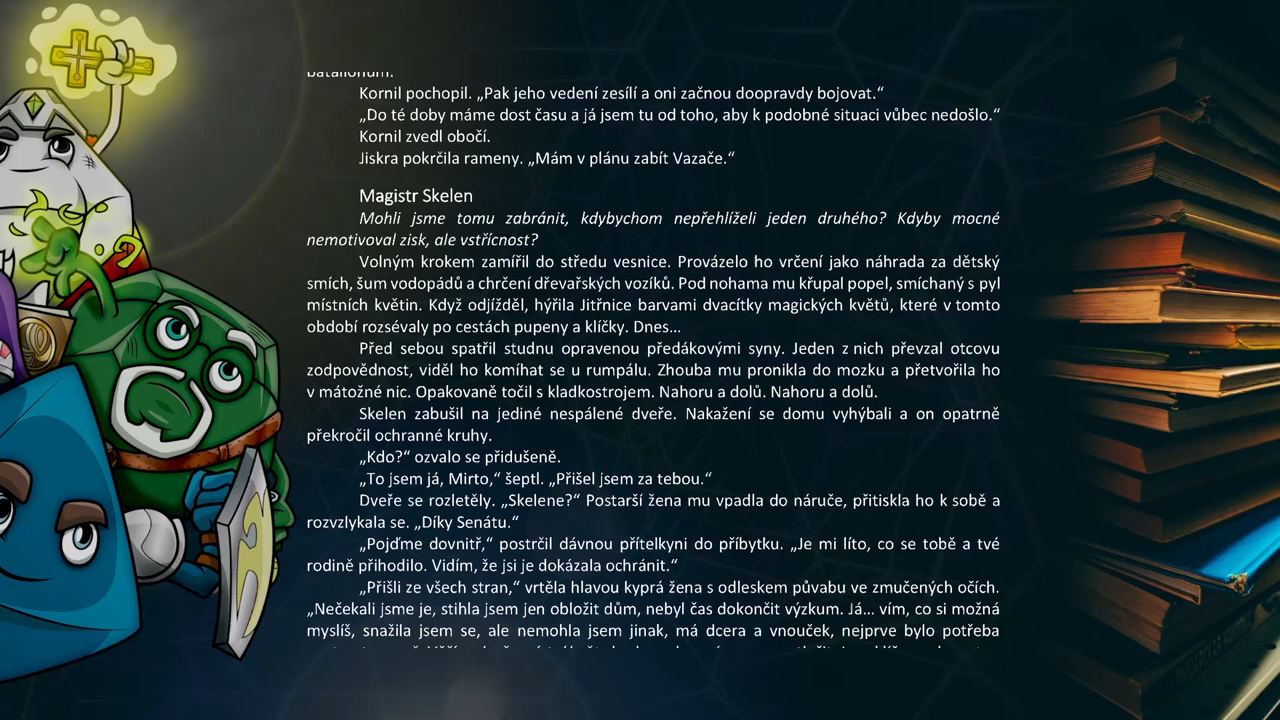 batalionům.
Kornil pochopil. „Pak jeho vedení zesílí a oni začnou doopravdy bojovat.“
„Do té doby máme dost času a já jsem tu od toho, aby k podobné situaci vůbec nedošlo.“
Kornil zvedl obočí.
Jiskra pokrčila rameny. „Mám v plánu zabít Vazače.“
Magistr Skelen
Mohli jsme tomu zabránit, kdybychom nepřehlíželi jeden druhého? Kdyby mocné
nemotivoval zisk, ale vstřícnost?
Volným krokem zamířil do středu vesnice. Provázelo ho vrčení jako náhrada za dětský
smích, šum vodopádů a chrčení dřevařských vozíků. Pod nohama mu křupal popel, smíchaný s pyl
místních květin. Když odjížděl, hýřila Jitřnice barvami dvacítky magických květů, které v tomto
období rozsévaly po cestách pupeny a klíčky. Dnes…
Před sebou spatřil studnu opravenou předákovými syny. Jeden z nich převzal otcovu
zodpovědnost, viděl ho komíhat se u rumpálu. Zhouba mu pronikla do mozku a přetvořila ho
v mátožné nic. Opakovaně točil s kladkostrojem. Nahoru a dolů. Nahoru a dolů.
Skelen zabušil na jediné nespálené dveře. Nakažení se domu vyhýbali a on opatrně
překročil ochranné kruhy.
„Kdo?“ ozvalo se přidušeně.
„To jsem já, Mirto,“ šeptl. „Přišel jsem za tebou.“
Dveře se rozletěly. „Skelene?“ Postarší žena mu vpadla do náruče, přitiskla ho k sobě a
rozvzlykala se. „Díky Senátu.“
„Pojďme dovnitř,“ postrčil dávnou přítelkyni do příbytku. „Je mi líto, co se tobě a tvé
rodině přihodilo. Vidím, že jsi je dokázala ochránit.“
„Přišli ze všech stran,“ vrtěla hlavou kyprá žena s odleskem půvabu ve zmučených očích.
„Nečekali jsme je, stihla jsem jen obložit dům, nebyl čas dokončit výzkum. Já… vím, co si možná
myslíš, snažila jsem se, ale nemohla jsem jinak, má dcera a vnouček, nejprve bylo potřeba